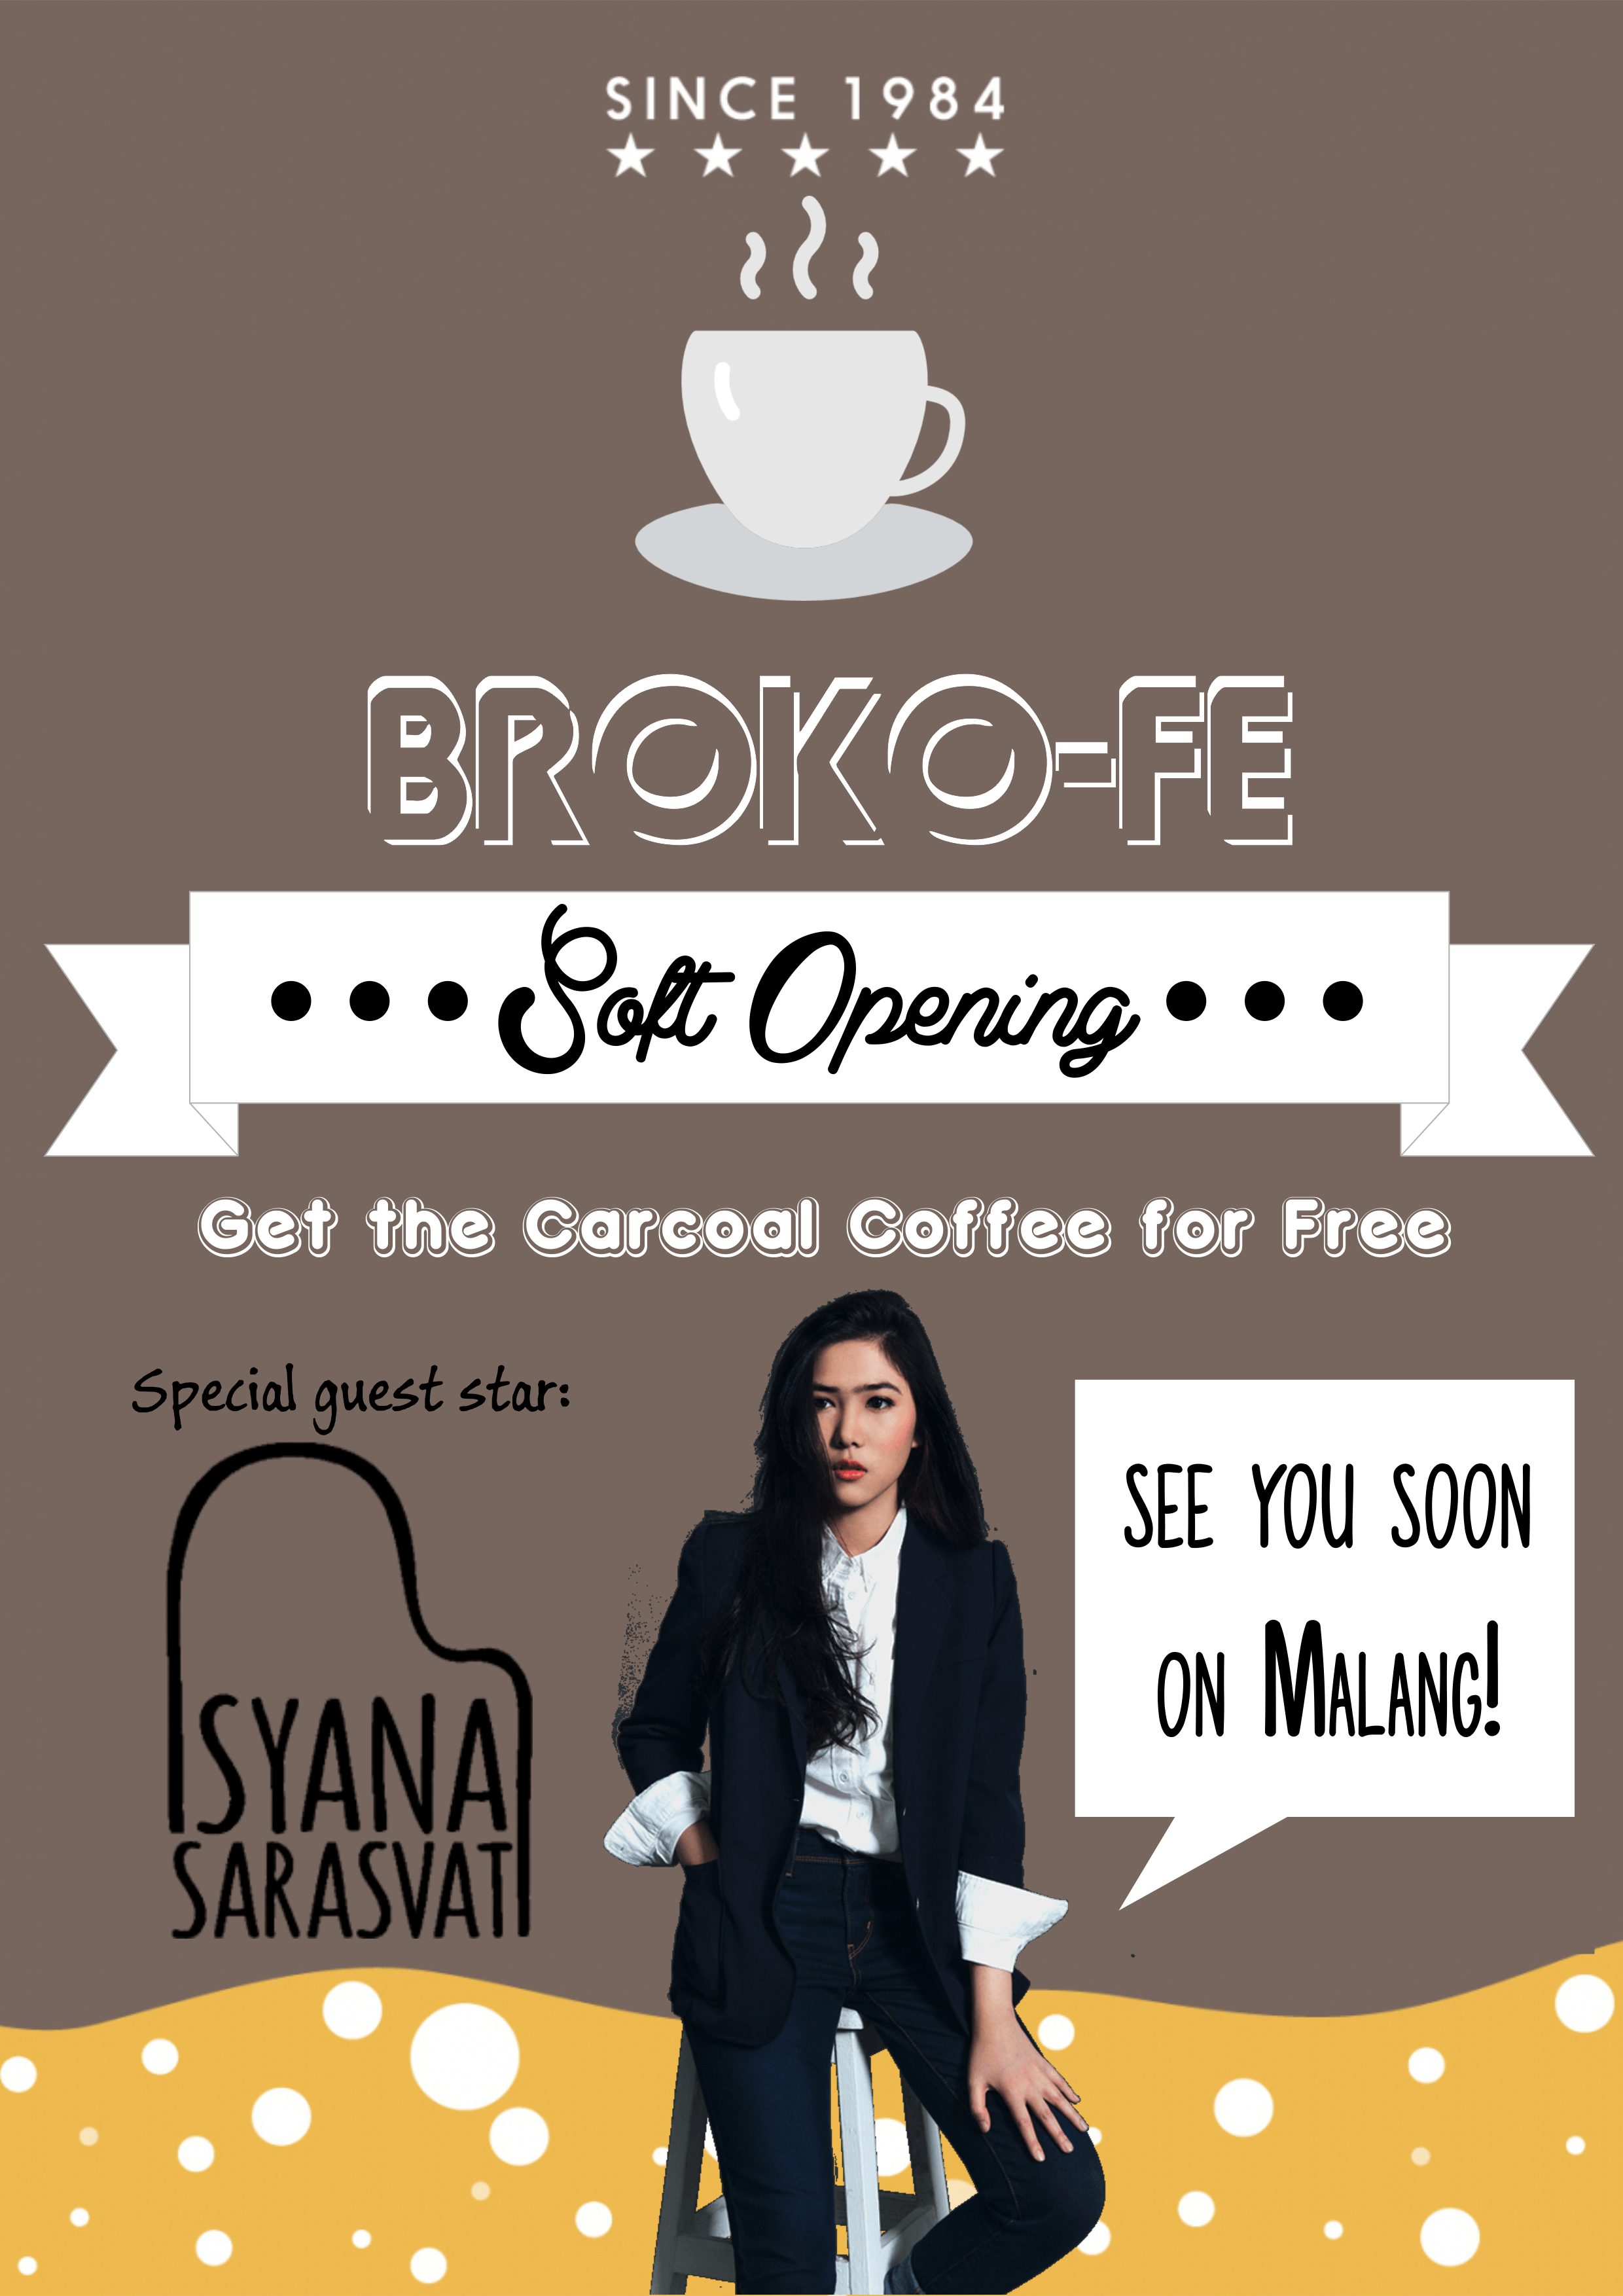 SINCE 1984
BROKO-FE
Soft Opening
Get the Carcoal Coffee for Free
Special guest star:
ISYANA
SARASVATI
SEE YOU SOON
ON MALANG!